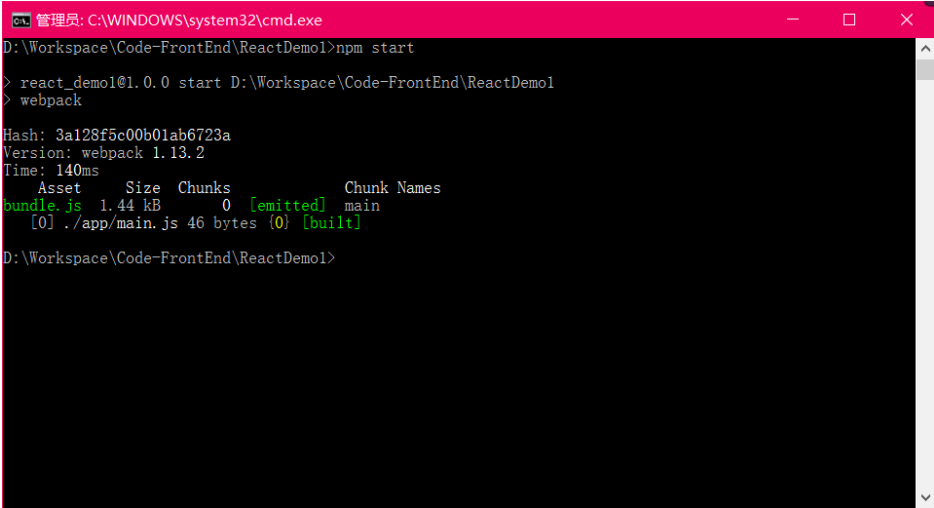 管理员: C:\WINDOWS\system32\cmd.exe
D:\Workspace\Code-FrontEnd\ReactDemo1>npm start
> react_demo1@1.0.0 start D:\Workspace\Code-FrontEnd\ReactDemo1
> webpack
Hash: 3a128f5c00b01ab6723a
Version: webpack 1.13.2
Time: 140ms
Asset Size Chunks Chunk Names
bundle.js 1.44 kB 0 [emitted] main
[0] ./app/main.js 46 bytes {0} [built]
D:\Workspace\Code-FrontEnd\ReactDemo1>